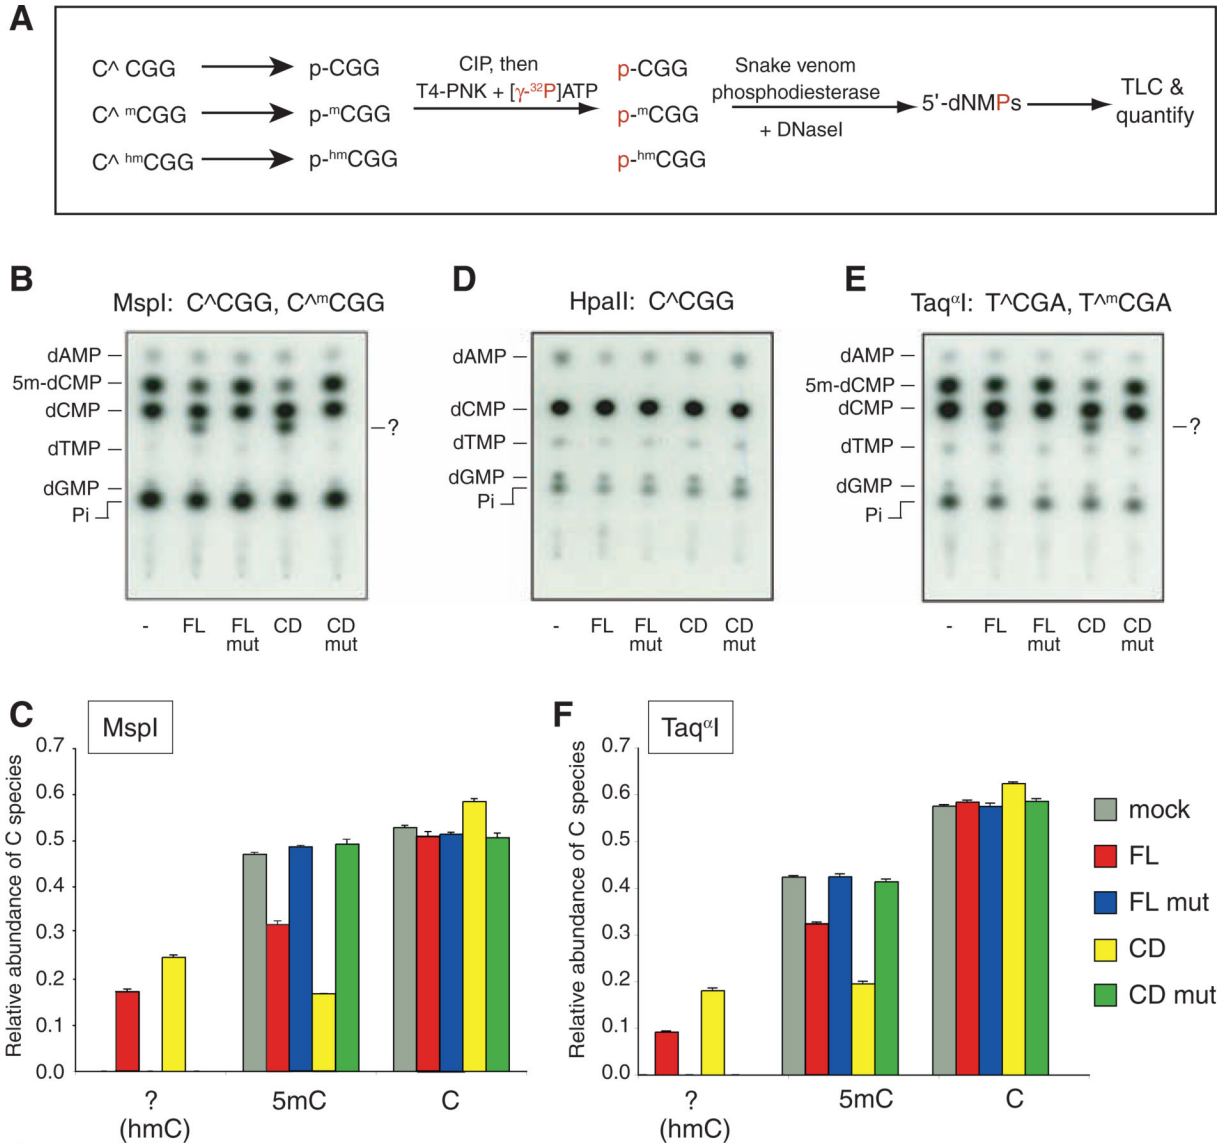 A
C^ CGG
p-CGG
CIP, then
T4-PNK + [γ-³²P]ATP
p-CGG
Snake venom
phosphodiesterase
+ DNaseI
5'-dNMPs
TLC &
quantify
C^ ᵐCGG
p-ᵐCGG
p-ᵐCGG
C^ ʰᵐCGG
p-ʰᵐCGG
p-ʰᵐCGG
B
MspI: C^CGG, C^ᵐCGG
dAMP
5m-dCMP
dCMP
?
dTMP
dGMP
Pi
- FL FL mut CD CD mut
D
HpaII: C^CGG
dAMP
dCMP
dTMP
dGMP
Pi
- FL FL mut CD CD mut
E
TaqᵅI: T^CGA, T^ᵐCGA
dAMP
5m-dCMP
dCMP
?
dTMP
dGMP
Pi
- FL FL mut CD CD mut
C
MspI
Relative abundance of C species
0.7
0.6
0.5
0.4
0.3
0.2
0.1
0.0
? 5mC C
(hmC)
F
TaqᵅI
Relative abundance of C species
0.7
0.6
0.5
0.4
0.3
0.2
0.1
0.0
? 5mC C
(hmC)
mock
FL
FL mut
CD
CD mut